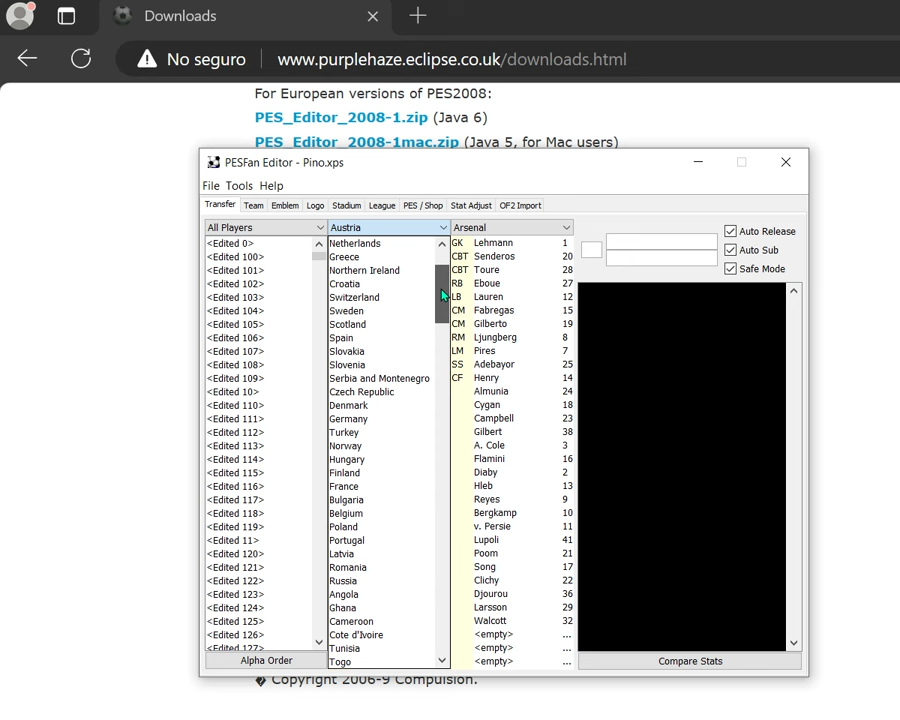 Downloads
No seguro
www.purplehaze.eclipse.co.uk/downloads.html
For European versions of PES2008:
PES_Editor_2008-1.zip (Java 6)
PES_Editor_2008-1mac.zip (Java 5, for Mac users)
PESFan Editor - Pino.xps
File Tools Help
Transfer Team Emblem Logo Stadium League PES / Shop Stat Adjust OF2 Import
All Players Austria Arsenal
Auto Release
Auto Sub
Safe Mode
<Edited 0> Netherlands GK Lehmann 1
<Edited 100> Greece CBT Senderos 20
<Edited 101> Northern Ireland CBT Toure 28
<Edited 102> Croatia RB Eboue 27
<Edited 103> Switzerland LB Lauren 12
<Edited 104> Sweden CM Fabregas 15
<Edited 105> Scotland CM Gilberto 19
<Edited 106> Spain RM Ljungberg 8
<Edited 107> Slovakia LM Pires 7
<Edited 108> Slovenia SS Adebayor 25
<Edited 109> Serbia and Montenegro CF Henry 14
<Edited 10> Czech Republic Almunia 24
<Edited 110> Denmark Cygan 18
<Edited 111> Germany Campbell 23
<Edited 112> Turkey Gilbert 38
<Edited 113> Norway A. Cole 3
<Edited 114> Hungary Flamini 16
<Edited 115> Finland Diaby 2
<Edited 116> France Hleb 13
<Edited 117> Bulgaria Reyes 9
<Edited 118> Belgium Bergkamp 10
<Edited 119> Poland v. Persie 11
<Edited 11> Portugal Lupoli 41
<Edited 120> Latvia Poom 21
<Edited 121> Romania Song 17
<Edited 122> Russia Clichy 22
<Edited 123> Angola Djourou 36
<Edited 124> Ghana Larsson 29
<Edited 125> Cameroon Walcott 32
<Edited 126> Cote d'Ivoire <empty> ...
<Edited 127> Tunisia <empty> ...
Togo <empty> ...
Alpha Order
Compare Stats
� Copyright 2006-9 Compulsion.